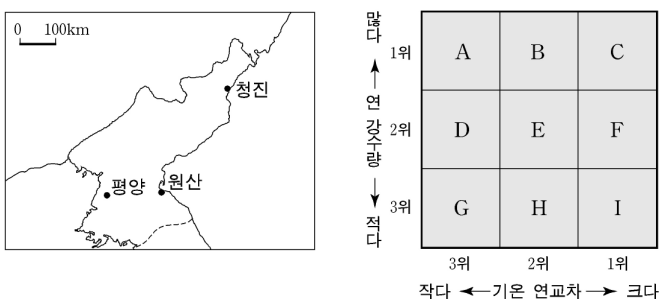 0 100km
청진
평양
원산
많다
연 강수량
적다
1위 A B C
2위 D E F
3위 G H I
3위 2위 1위
작다 기온 연교차 크다